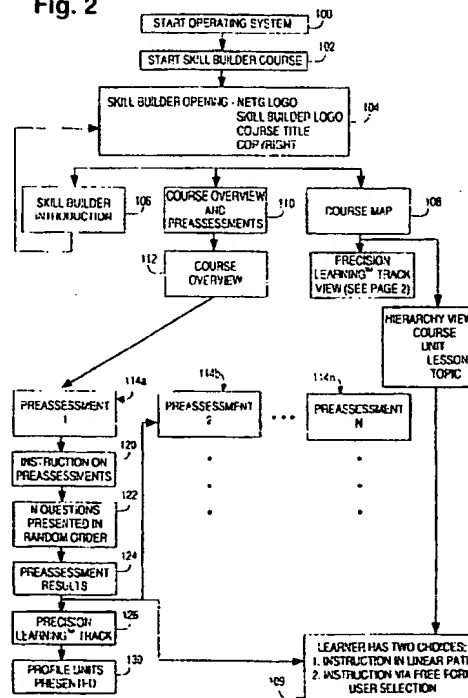 Fig. 2
START OPERATING SYSTEM
100
START SKILL BUILDER COURSE
102
SKILL BUILDER OPENING - NETG LOGO
SKILL BUILDER LOGO
COURSE TITLE
COPYRIGHT
104
SKILL BUILDER
INTRODUCTION
106
COURSE OVERVIEW
AND
PREASSESSMENTS
110
COURSE MAP
108
112
COURSE
OVERVIEW
PRECISION
LEARNING™ TRACK
VIEW (SEE PAGE 2)
HIERARCHY VIEW
COURSE
UNIT
LESSON
TOPIC
PREASSESSMENT
1
114a
PREASSESSMENT
2
114b
• • •
PREASSESSMENT
N
114n
INSTRUCTION ON
PREASSESSMENTS
120
N QUESTIONS
PRESENTED IN
RANDOM ORDER
122
PREASSESSMENT
RESULTS
124
PRECISION
LEARNING™ TRACK
126
PROFILE UNITS
PRESENTED
130
LEARNER HAS TWO CHOICES:
1. INSTRUCTION IN LINEAR PATH
2. INSTRUCTION VIA FREE FORM
USER SELECTION
109